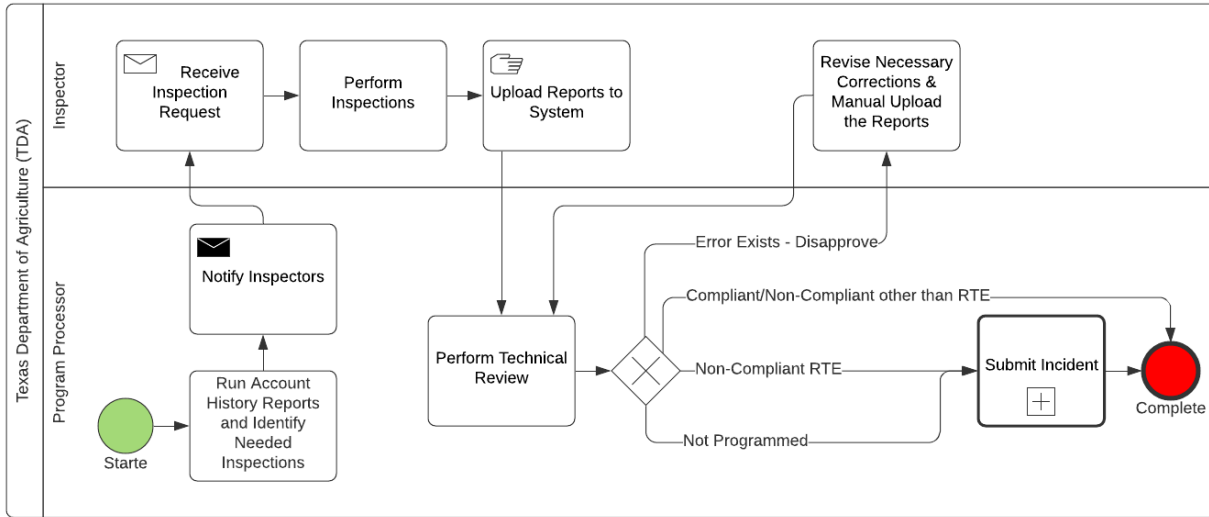 Texas Department of Agriculture (TDA)
Inspector
Receive
Inspection
Request
Perform
Inspections
Upload Reports to
System
Revise Necessary
Corrections &
Manual Upload
the Reports
Program Processor
Notify Inspectors
Error Exists - Disapprove
Compliant/Non-Compliant other than RTE
Perform Technical
Review
Non-Compliant RTE
Submit Incident
Complete
Run Account
History Reports
and Identify
Needed
Inspections
Starte
Not Programmed